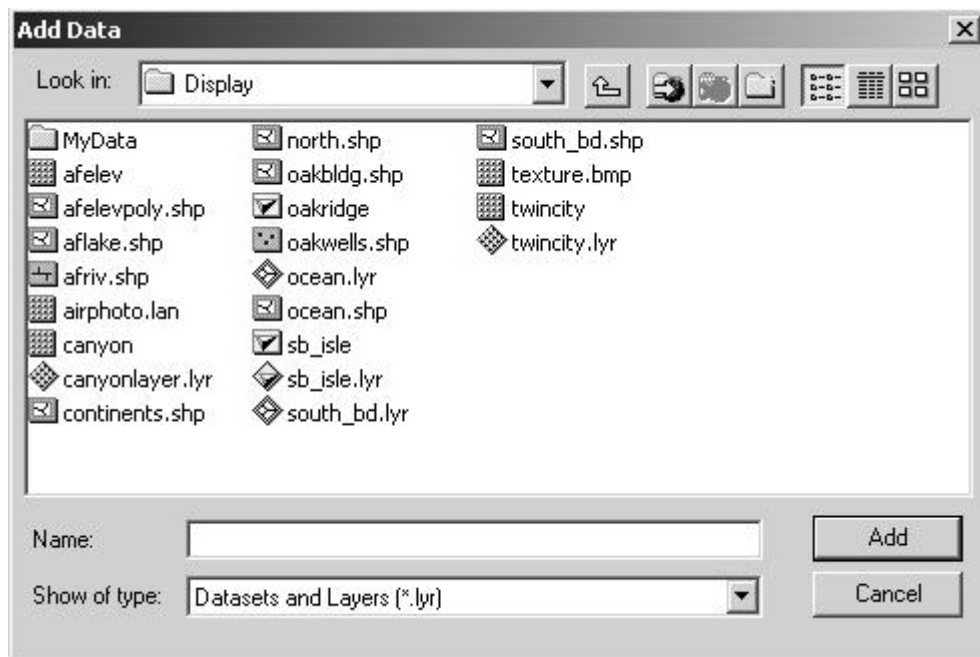 Add Data
Look in: Display
MyData
afelev
afelevpoly.shp
aflake.shp
afriv.shp
airphoto.lan
canyon
canyonlayer.lyr
continents.shp
north.shp
oakbldg.shp
oakridge
oakwells.shp
ocean.lyr
ocean.shp
sb_isle
sb_isle.lyr
south_bd.lyr
south_bd.shp
texture.bmp
twincity
twincity.lyr
Name:
Add
Show of type: Datasets and Layers (*.lyr)
Cancel